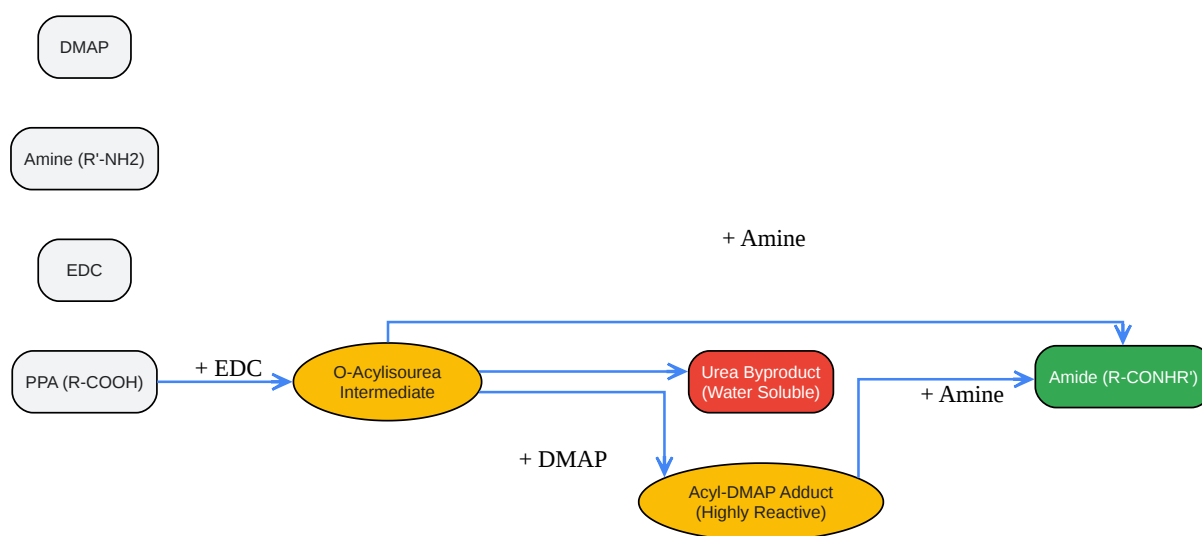 DMAP
Amine (R'-NH2)
+ Amine
EDC
PPA (R-COOH)
+ EDC
O-Acylisourea
Intermediate
Urea Byproduct
(Water Soluble)
Amide (R-CONHR')
+ Amine
+ DMAP
Acyl-DMAP Adduct
(Highly Reactive)